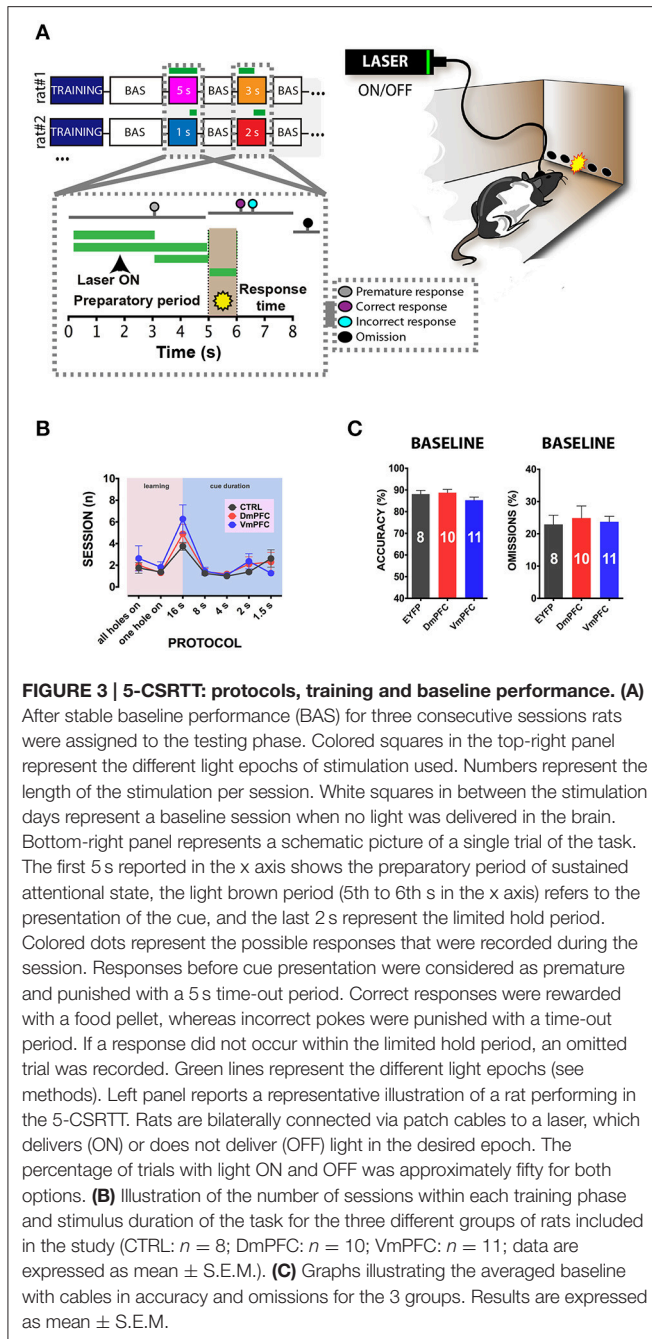 A
rat#1
TRAINING
BAS
5 s
BAS
3 s
BAS
...
rat#2
TRAINING
BAS
1 s
BAS
2 s
BAS
...
...
LASER
ON/OFF
Laser ON
Preparatory period
Response time
0 1 2 3 4 5 6 7 8
Time (s)
Premature response
Correct response
Incorrect response
Omission
B
learning
cue duration
CTRL
DmPFC
VmPFC
SESSION (n)
10
8
6
4
2
0
all holes on
one hole on
16 s
8 s
4 s
2 s
1.5 s
PROTOCOL
C
BASELINE
ACCURACY (%)
100
90
80
70
60
50
40
8
10
11
EYFP
DmPFC
VmPFC
BASELINE
OMISSIONS (%)
40
30
20
10
0
8
10
11
EYFP
DmPFC
VmPFC
FIGURE 3 | 5-CSRTT: protocols, training and baseline performance. (A)
After stable baseline performance (BAS) for three consecutive sessions rats
were assigned to the testing phase. Colored squares in the top-right panel
represent the different light epochs of stimulation used. Numbers represent the
length of the stimulation per session. White squares in between the stimulation
days represent a baseline session when no light was delivered in the brain.
Bottom-right panel represents a schematic picture of a single trial of the task.
The first 5 s reported in the x axis shows the preparatory period of sustained
attentional state, the light brown period (5th to 6th s in the x axis) refers to the
presentation of the cue, and the last 2 s represent the limited hold period.
Colored dots represent the possible responses that were recorded during the
session. Responses before cue presentation were considered as premature
and punished with a 5 s time-out period. Correct responses were rewarded
with a food pellet, whereas incorrect pokes were punished with a time-out
period. If a response did not occur within the limited hold period, an omitted
trial was recorded. Green lines represent the different light epochs (see
methods). Left panel reports a representative illustration of a rat performing in
the 5-CSRTT. Rats are bilaterally connected via patch cables to a laser, which
delivers (ON) or does not deliver (OFF) light in the desired epoch. The
percentage of trials with light ON and OFF was approximately fifty for both
options. (B) Illustration of the number of sessions within each training phase
and stimulus duration of the task for the three different groups of rats included
in the study (CTRL: n = 8; DmPFC: n = 10; VmPFC: n = 11; data are
expressed as mean ± S.E.M.). (C) Graphs illustrating the averaged baseline
with cables in accuracy and omissions for the 3 groups. Results are expressed
as mean ± S.E.M.